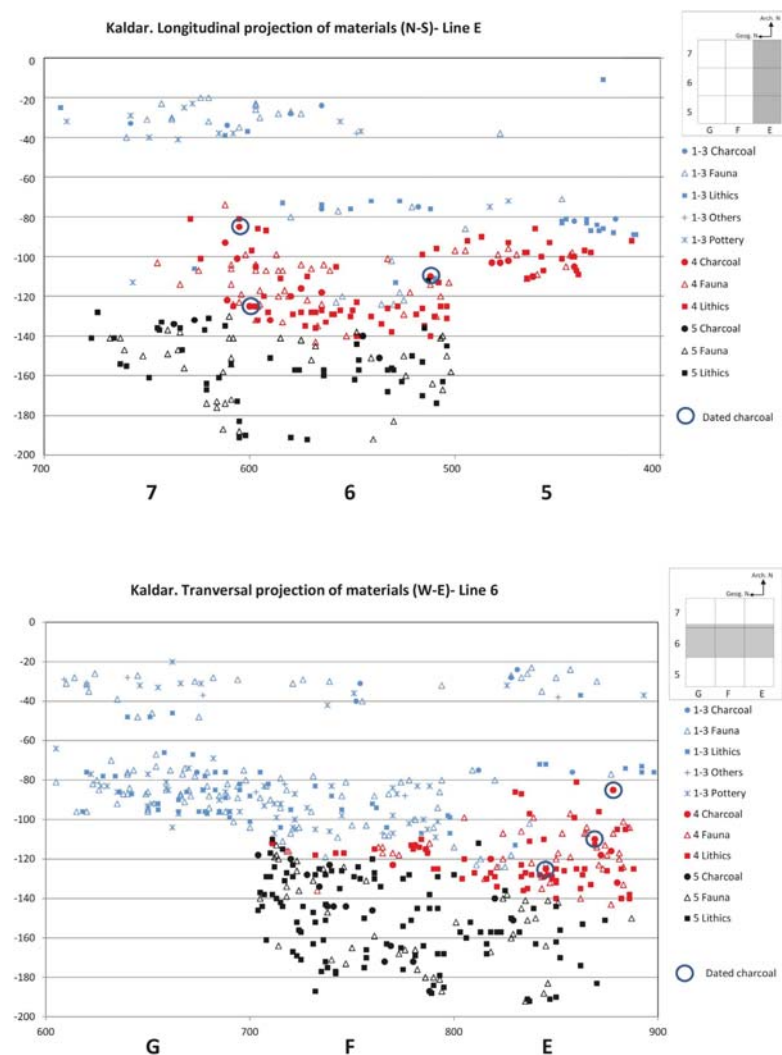 Kaldar. Longitudinal projection of materials (N-S)- Line E
Arch. N
Geog. N
7
6
5
G F E
0
-20
-40
-60
-80
-100
-120
-140
-160
-180
-200
700 600 500 400
7 6 5
1-3 Charcoal
1-3 Fauna
1-3 Lithics
1-3 Others
1-3 Pottery
4 Charcoal
4 Fauna
4 Lithics
5 Charcoal
5 Fauna
5 Lithics
Dated charcoal
Kaldar. Tranversal projection of materials (W-E)- Line 6
Arch. N
Geog. N
7
6
5
G F E
0
-20
-40
-60
-80
-100
-120
-140
-160
-180
-200
600 700 800 900
G F E
1-3 Charcoal
1-3 Fauna
1-3 Lithics
1-3 Others
1-3 Pottery
4 Charcoal
4 Fauna
4 Lithics
5 Charcoal
5 Fauna
5 Lithics
Dated charcoal